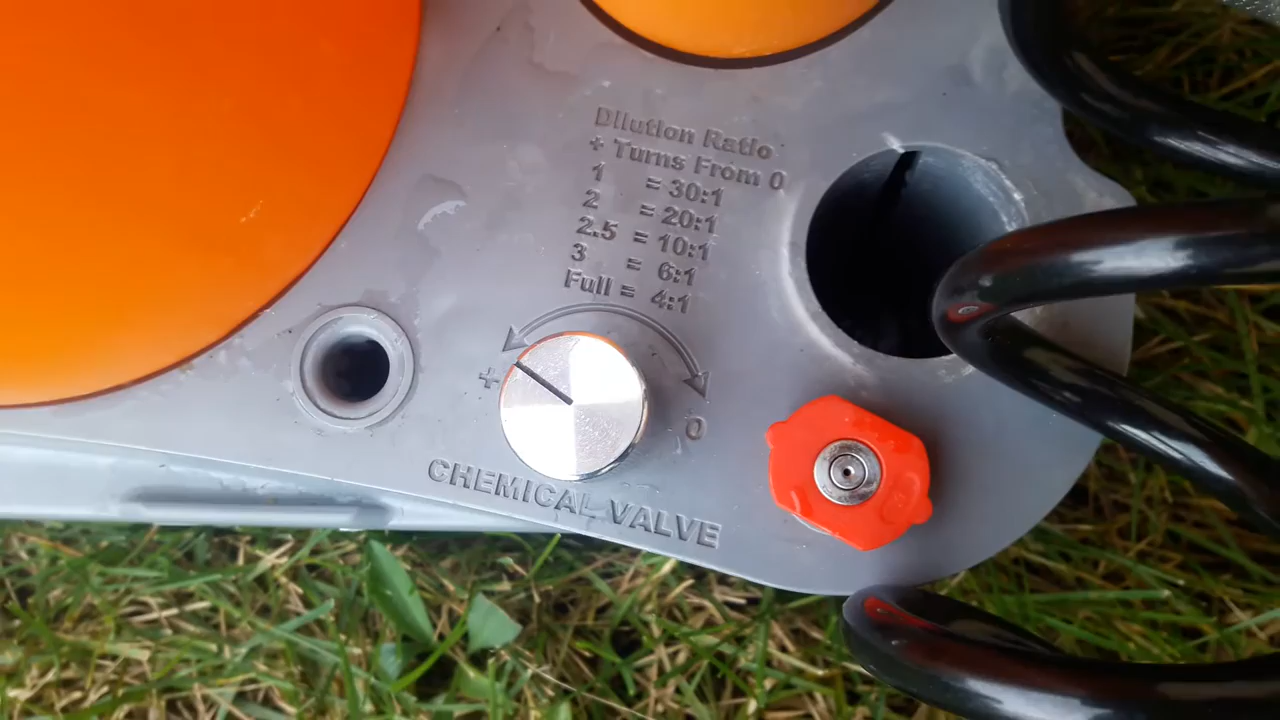 Dilution Ratio
+ Turns From 0
1 = 30:1
2 = 20:1
2.5 = 10:1
3 = 6:1
Full = 4:1
+
0
CHEMICAL VALVE